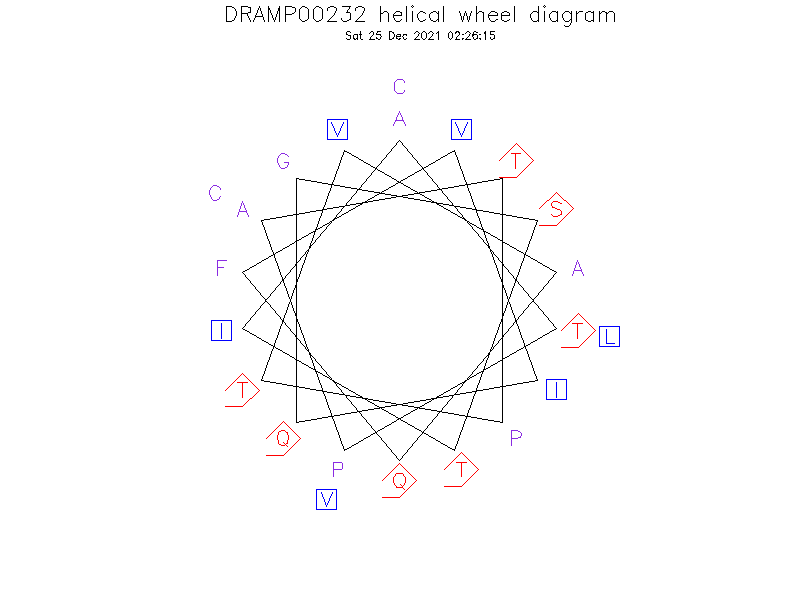 DRAMP00232 helical wheel diagram
Sat 25 Dec 2021 02:26:15
C
V A V
G T
C A S
F A
I T L
T I
Q P
P Q T
V